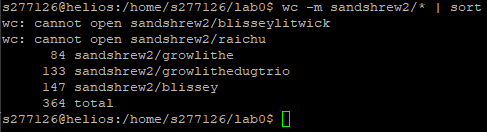 s277126@helios:/home/s277126/lab0$ wc -m sandshrew2/* | sort
wc: cannot open sandshrew2/blisseylitwick
wc: cannot open sandshrew2/raichu
84 sandshrew2/growlithe
133 sandshrew2/growlithedugtrio
147 sandshrew2/blissey
364 total
s277126@helios:/home/s277126/lab0$